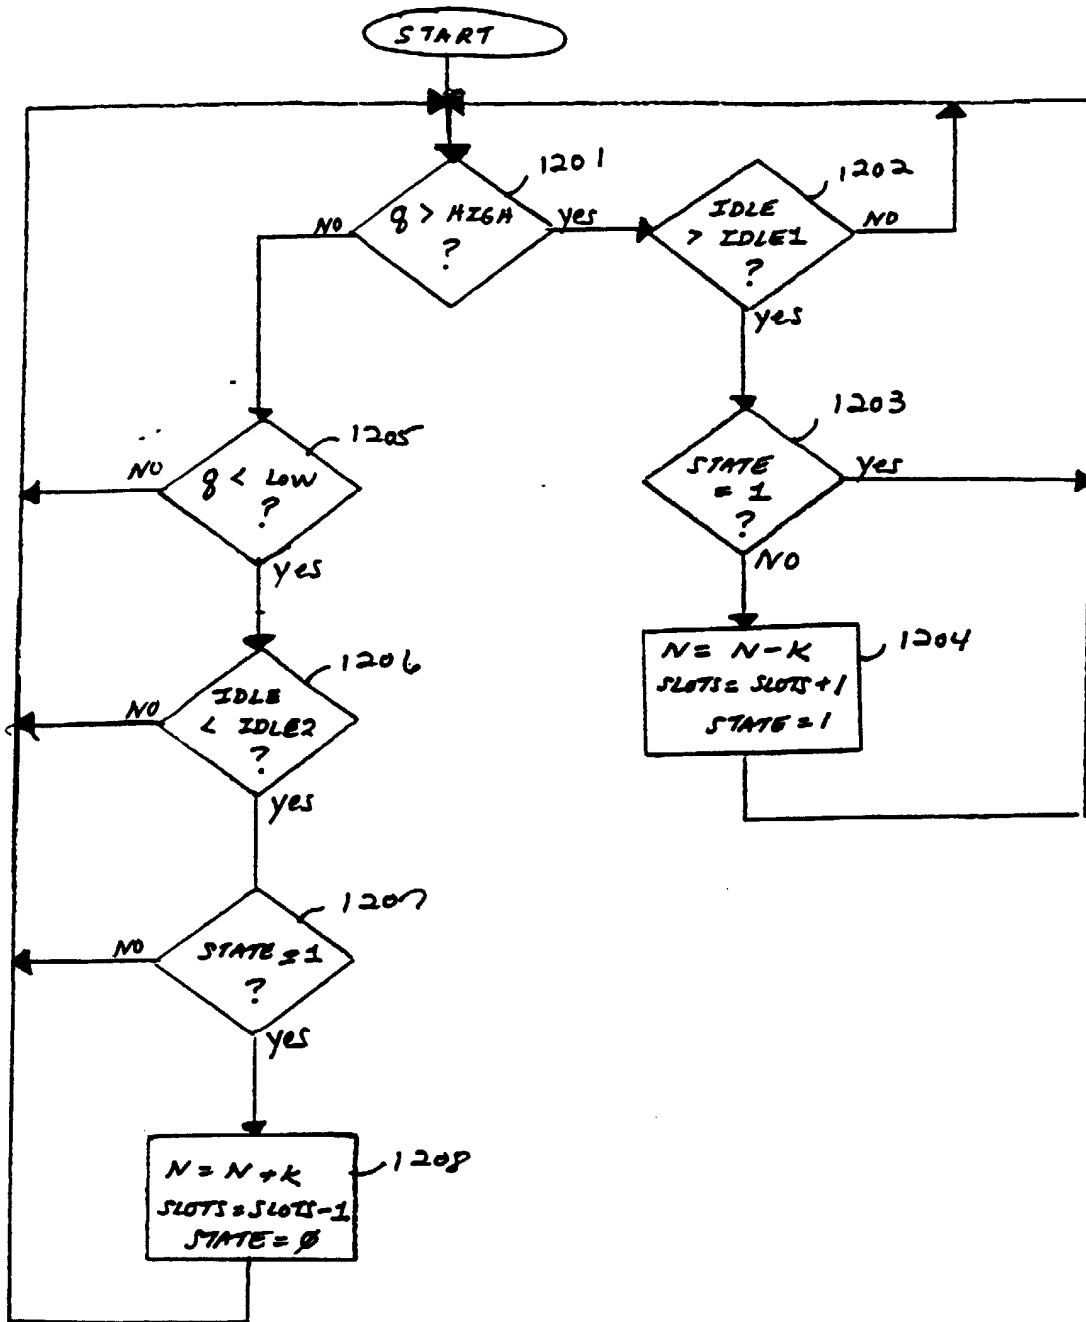 START
1201
q > HIGH
?
NO
yes
1202
IDLE
> IDLE1
?
NO
yes
1203
STATE
= 1
?
yes
NO
1204
N = N-K
SLOTS = SLOTS+1
STATE = 1
1205
q < LOW
?
NO
yes
1206
IDLE
< IDLE2
?
NO
yes
1207
STATE = 1
?
NO
yes
1208
N = N+K
SLOTS = SLOTS-1
STATE = Ø